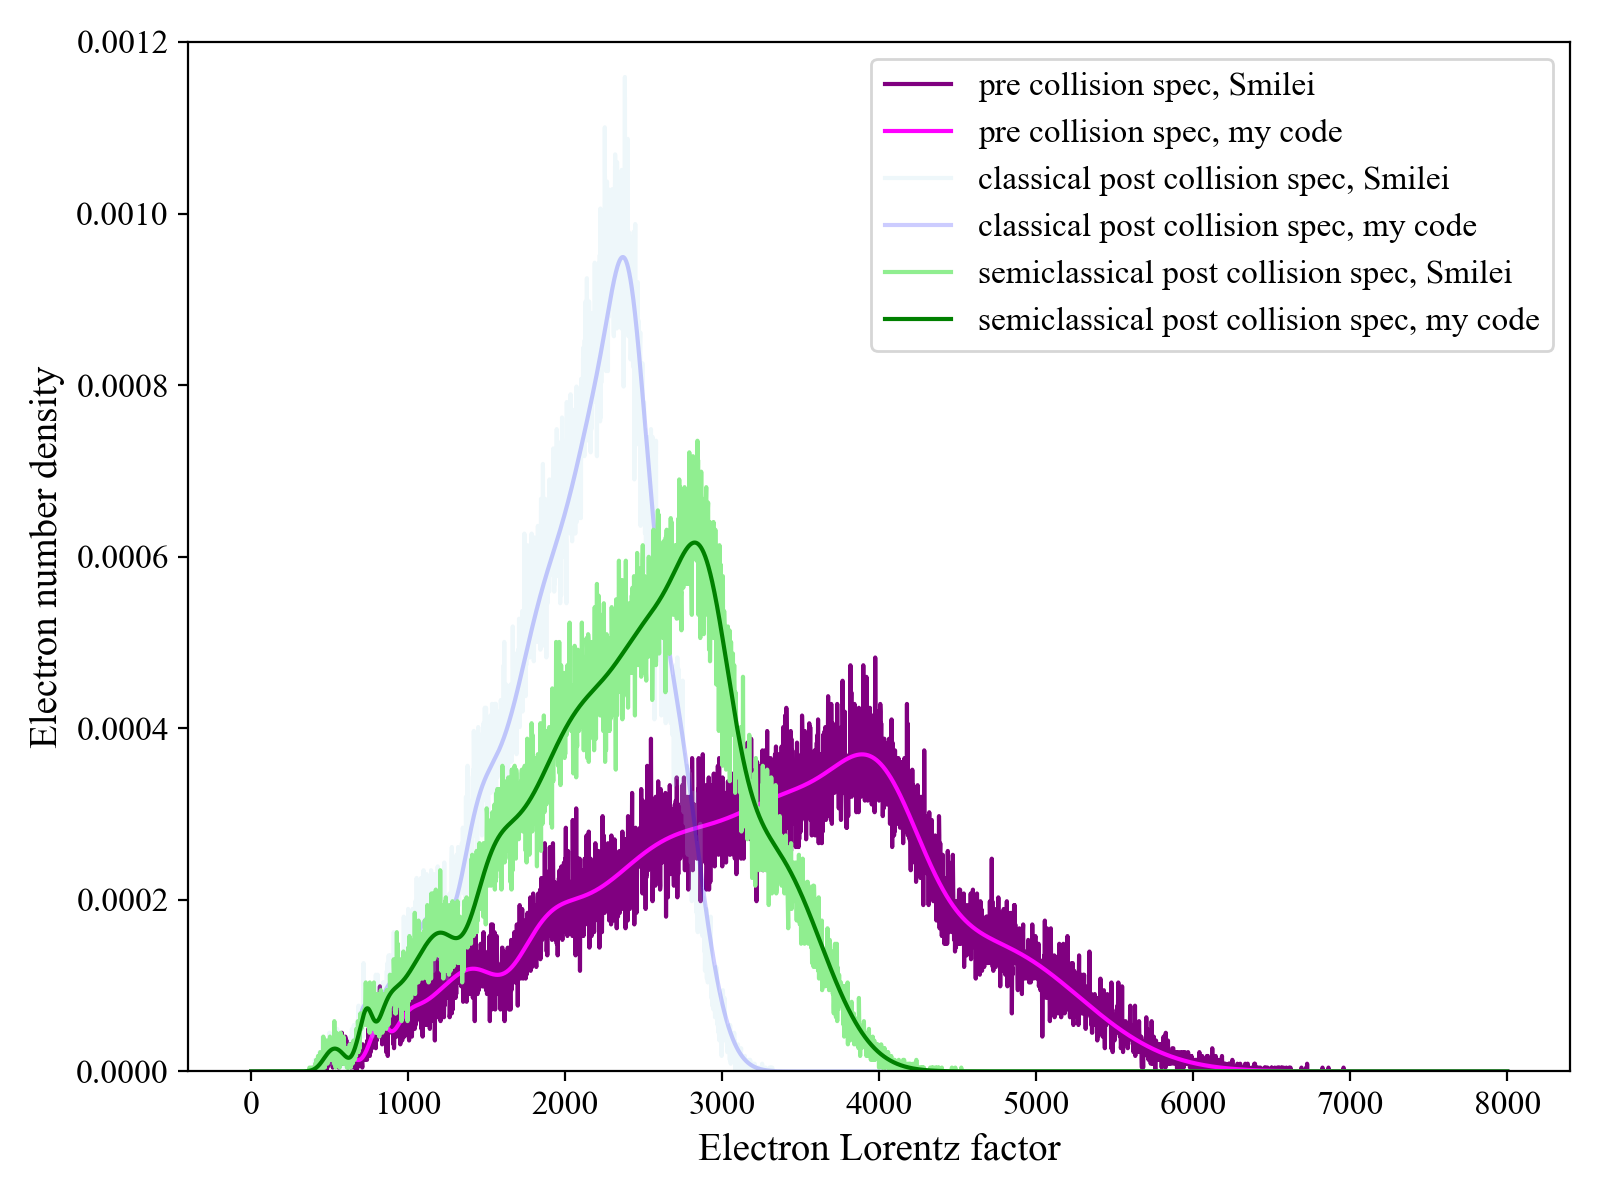 0.0012
0.0010
0.0008
0.0006
0.0004
0.0002
0.0000
Electron number density
pre collision spec, Smilei
pre collision spec, my code
classical post collision spec, Smilei
classical post collision spec, my code
semiclassical post collision spec, Smilei
semiclassical post collision spec, my code
0 1000 2000 3000 4000 5000 6000 7000 8000
Electron Lorentz factor